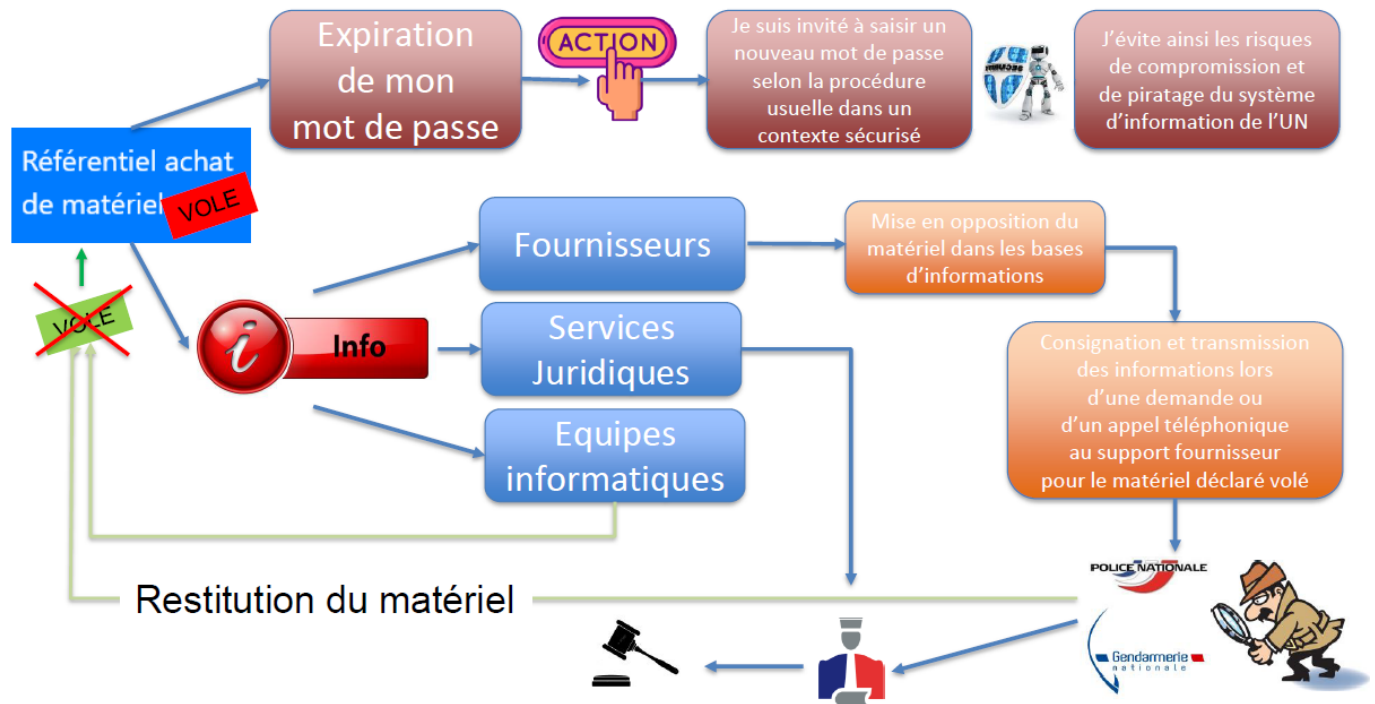 Expiration
de mon
mot de passe
ACTION
Je suis invité à saisir un
nouveau mot de passe
selon la procédure
usuelle dans un
contexte sécurisé
J'évite ainsi les risques
de compromission et
de piratage du système
d'information de l'UN
Référentiel achat
de matériel
VOLE
VOLE
i Info
Fournisseurs
Services
Juridiques
Equipes
informatiques
Mise en opposition du
matériel dans les bases
d'informations
Consignation et transmission
des informations lors
d'une demande ou
d'un appel téléphonique
au support fournisseur
pour le matériel déclaré volé
POLICE NATIONALE
Gendarmerie
nationale
Restitution du matériel